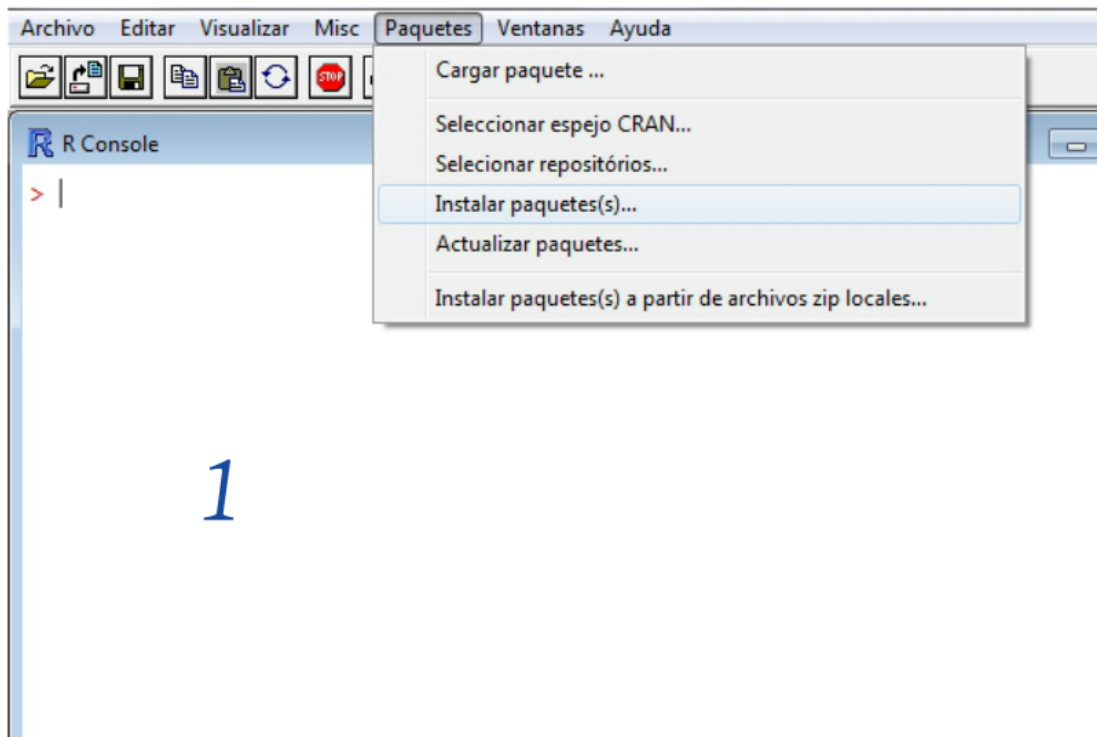 Archivo Editar Visualizar Misc Paquetes Ventanas Ayuda
STOP
Cargar paquete ...
Seleccionar espejo CRAN...
Selecionar repositórios...
Instalar paquetes(s)...
Actualizar paquetes...
Instalar paquetes(s) a partir de archivos zip locales...
R R Console
>
1